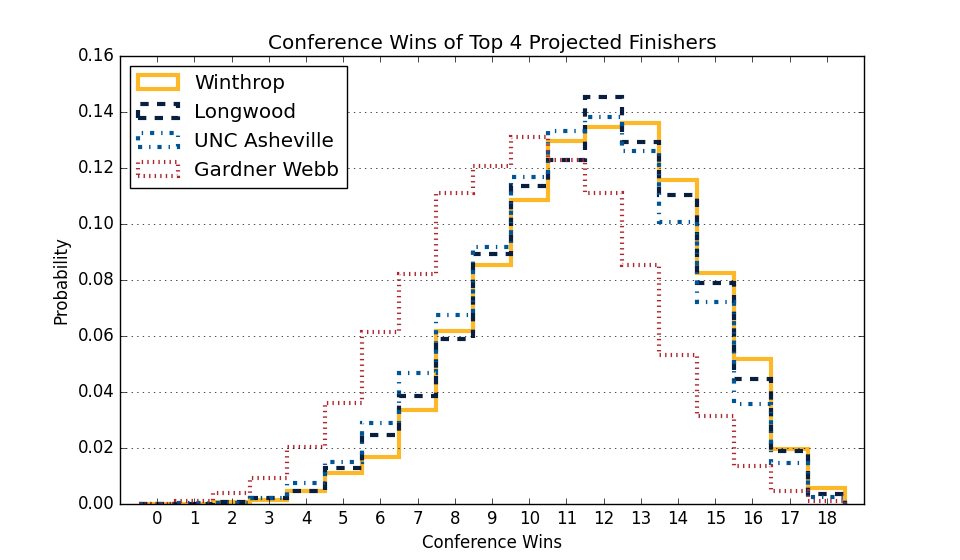 Conference Wins of Top 4 Projected Finishers
0.16
0.14
0.12
0.10
0.08
0.06
0.04
0.02
0.00
Probability
Winthrop
Longwood
UNC Asheville
Gardner Webb
0 1 2 3 4 5 6 7 8 9 10 11 12 13 14 15 16 17 18
Conference Wins